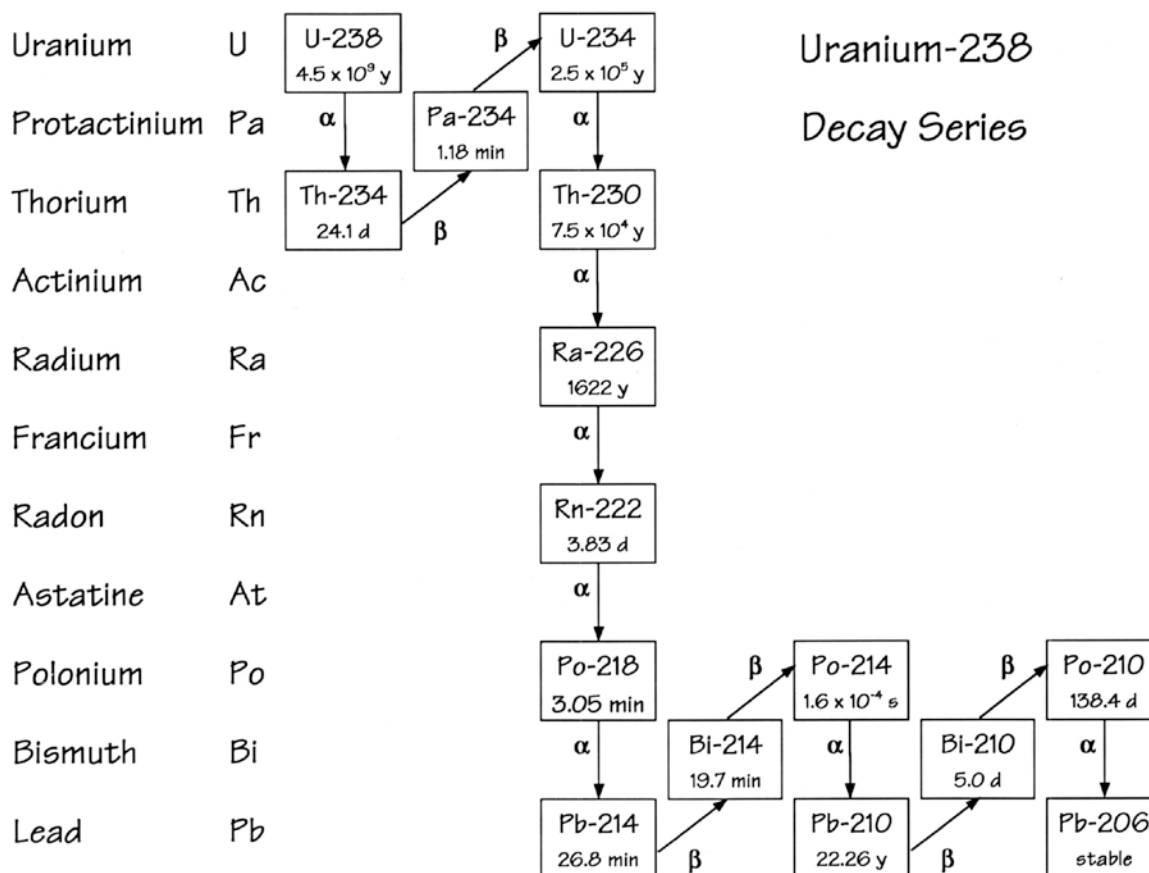 Uranium U U-238 β U-234 Uranium-238
4.5 x 10⁹ y 2.5 x 10⁵ y
Protactinium Pa α Pa-234 α Decay Series
1.18 min
Thorium Th Th-234 Th-230
24.1 d β 7.5 x 10⁴ y
Actinium Ac α
Radium Ra Ra-226
1622 y
Francium Fr α
Radon Rn Rn-222
3.83 d
Astatine At α
Polonium Po Po-218 β Po-214 β Po-210
3.05 min 1.6 x 10⁻⁴ s 138.4 d
Bismuth Bi α Bi-214 α Bi-210 α
19.7 min 5.0 d
Lead Pb Pb-214 Pb-210 Pb-206
26.8 min β 22.26 y β stable